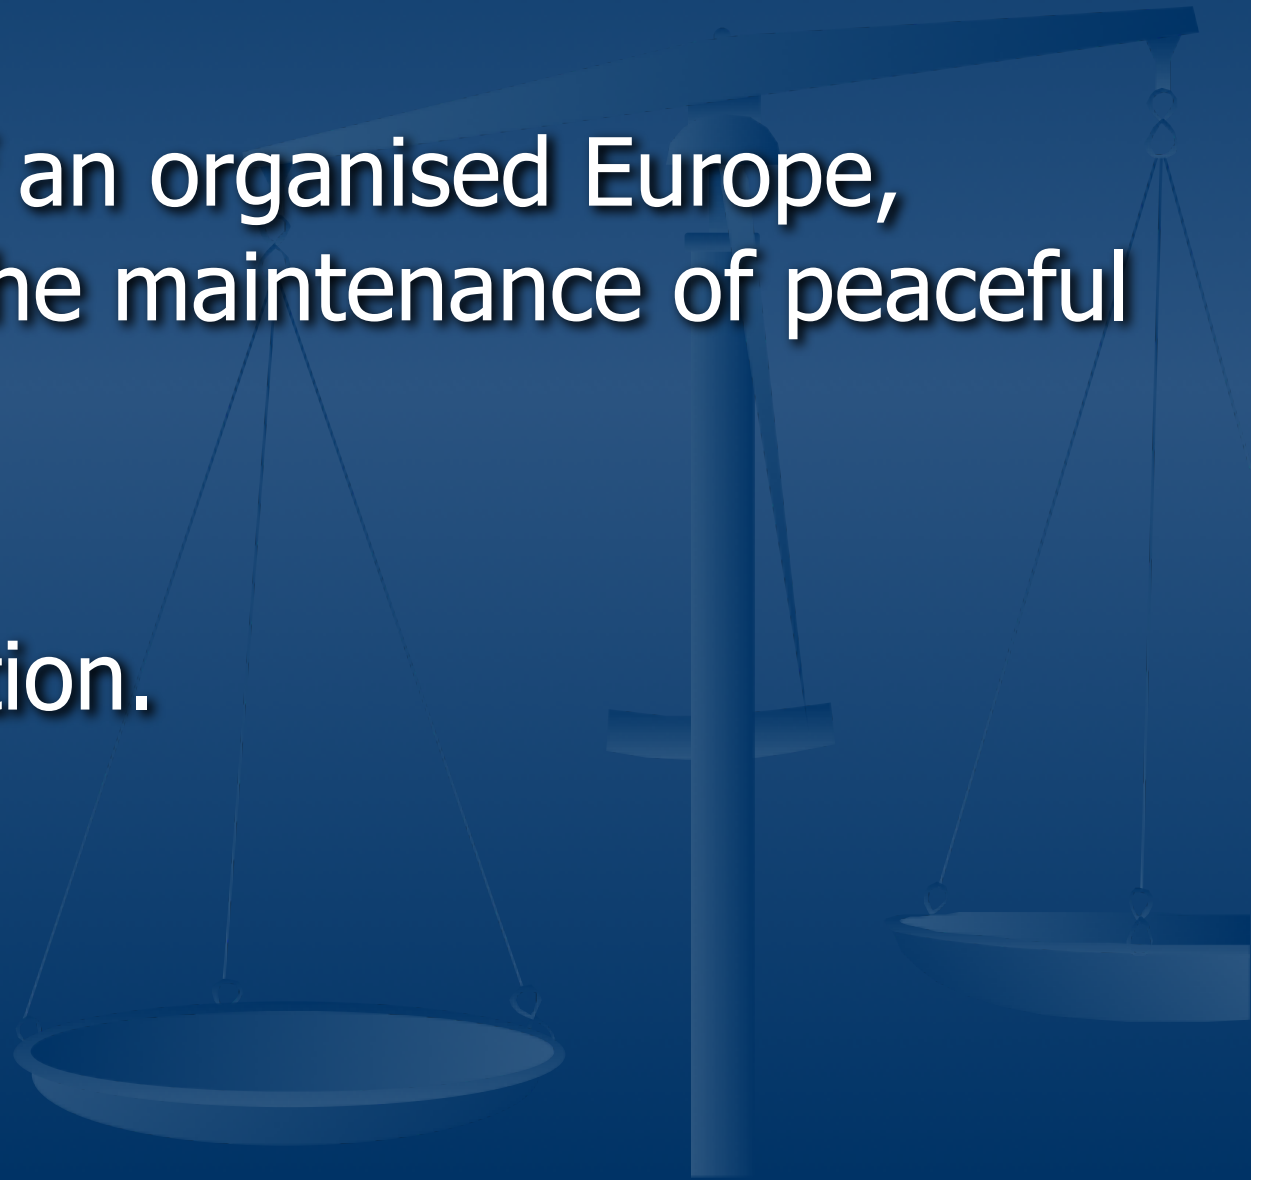 an organised Europe,
he maintenance of peaceful
tion.